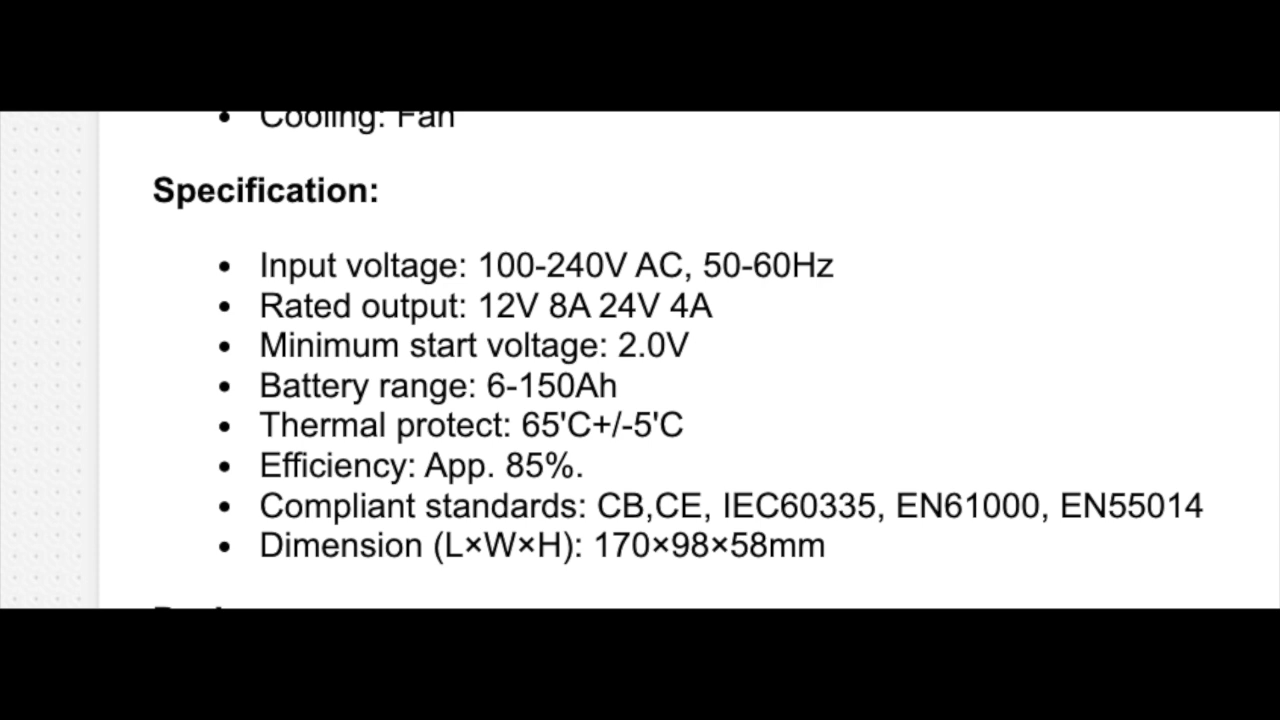 Cooling: Fan
Specification:
• Input voltage: 100-240V AC, 50-60Hz
• Rated output: 12V 8A 24V 4A
• Minimum start voltage: 2.0V
• Battery range: 6-150Ah
• Thermal protect: 65'C+/-5'C
• Efficiency: App. 85%.
• Compliant standards: CB,CE, IEC60335, EN61000, EN55014
• Dimension (L×W×H): 170×98×58mm